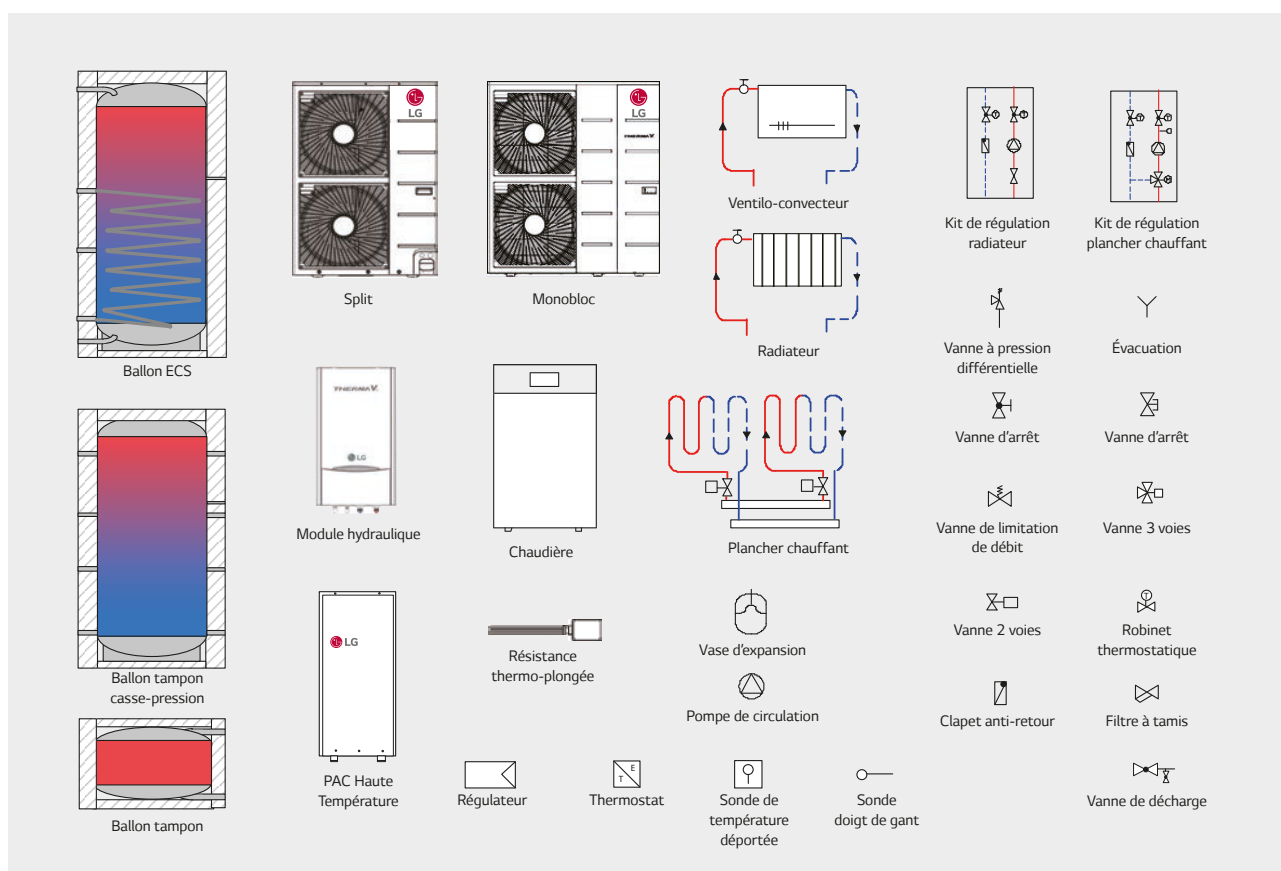 LG
LG
THERMA V.
Ventilo-convecteur
Kit de régulation
radiateur
Kit de régulation
plancher chauffant
Split
Monobloc
Radiateur
Vanne à pression
différentielle
Évacuation
Ballon ECS
THERMA V.
LG
Vanne d'arrêt
Vanne d'arrêt
Module hydraulique
Chaudière
Plancher chauffant
Vanne de limitation
de débit
Vanne 3 voies
LG
Résistance
thermo-plongée
Vase d'expansion
Vanne 2 voies
T
Robinet
thermostatique
Ballon tampon
casse-pression
Pompe de circulation
Clapet anti-retour
Filtre à tamis
PAC Haute
Température
Régulateur
T E
Thermostat
Sonde de
température
déportée
Sonde
doigt de gant
Vanne de décharge
Ballon tampon